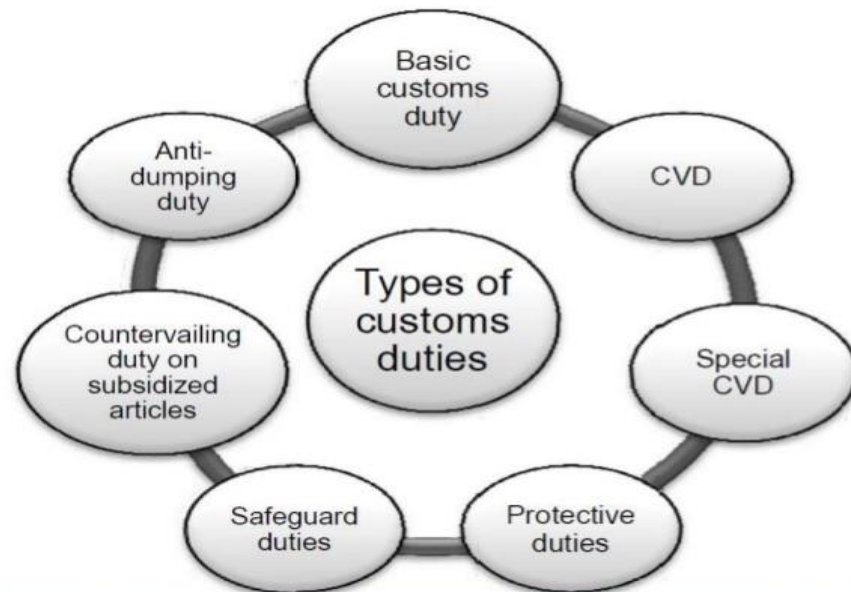 Basic
customs
duty
Anti-
dumping
duty
CVD
Types of
customs
duties
Countervailing
duty on
subsidized
articles
Special
CVD
Safeguard
duties
Protective
duties